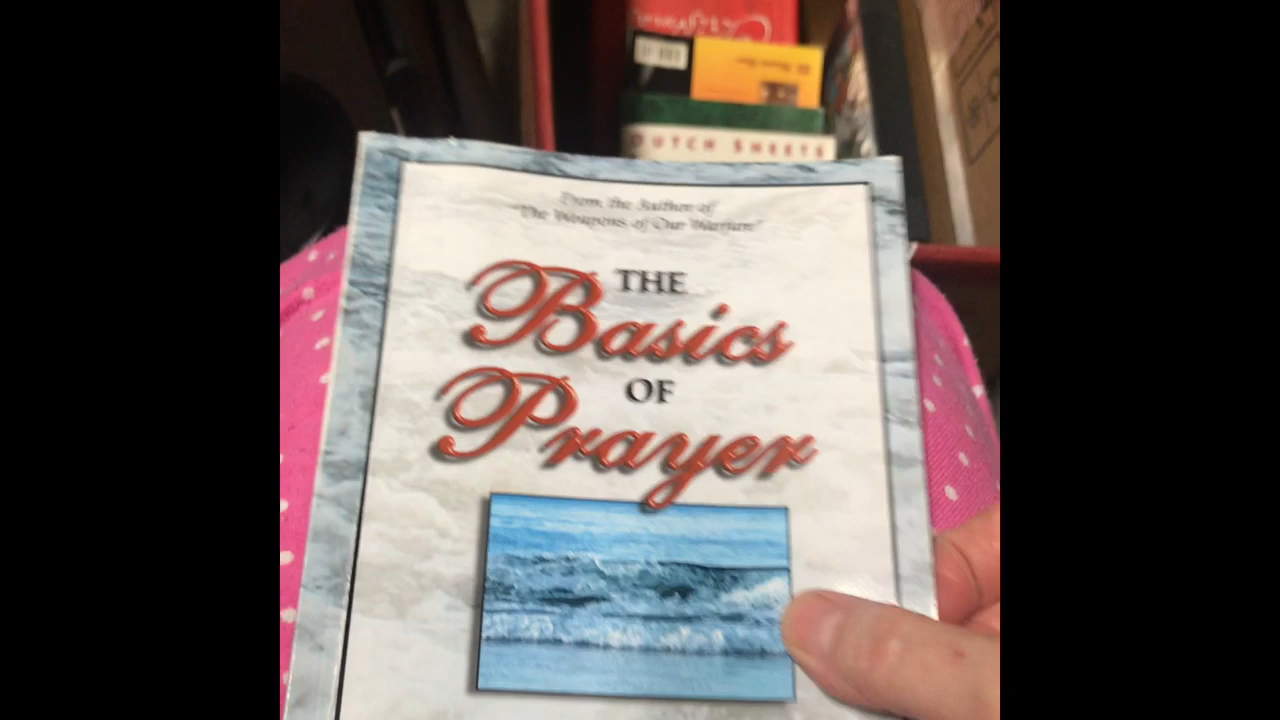 DUTCH SHEETS
From the Author of
"The Weapons of Our Warfare"
THE
Basics
OF
Prayer